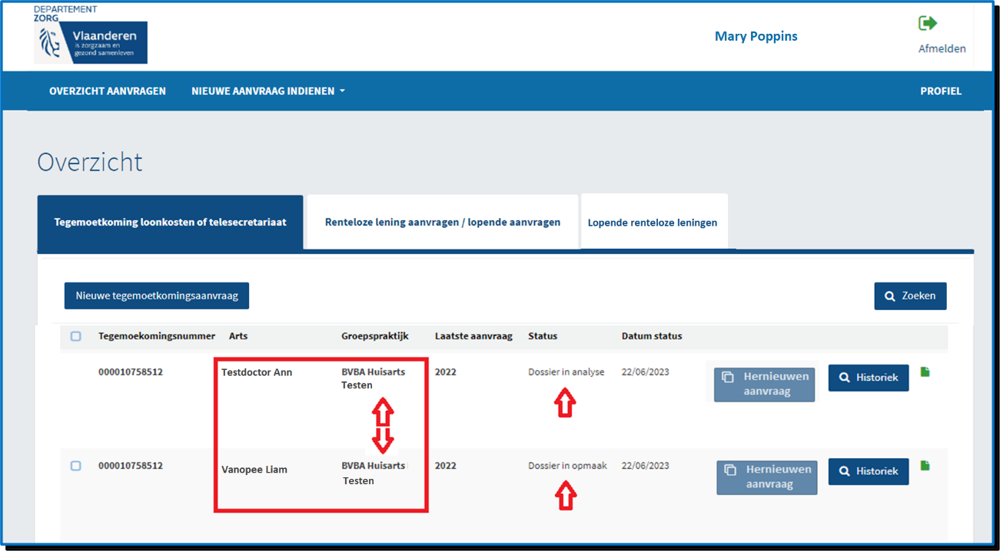 DEPARTEMENT
ZORG
Vlaanderen
is zorgzaam en
gezond samenleven
Mary Poppins
Afmelden
OVERZICHT AANVRAGEN
NIEUWE AANVRAAG INDIENEN
PROFIEL
Overzicht
Tegemoetkoming loonkosten of telesecretariaat
Renteloze lening aanvragen / lopende aanvragen
Lopende renteloze leningen
Nieuwe tegemoetkomingsaanvraag
Zoeken
Tegemoekomingsnummer Arts Groepspraktijk Laatste aanvraag Status Datum status
000010758512 Testdoctor Ann BVBA Huisarts 2022 Dossier in analyse 22/06/2023 Hernieuwen Historiek
Testen aanvraag
000010758512 Vanopee Liam BVBA Huisarts 2022 Dossier in opmaak 22/06/2023 Hernieuwen Historiek
Testen aanvraag